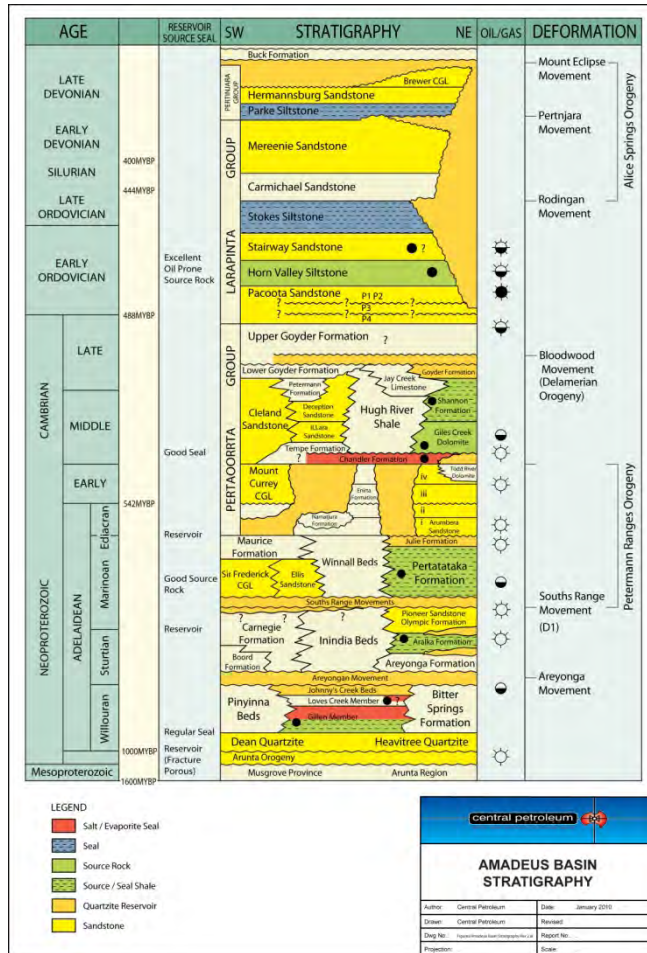 AGE
RESERVOIR
SOURCE SEAL
SW
STRATIGRAPHY
NE
OIL/GAS
DEFORMATION
LATE
DEVONIAN
EARLY
DEVONIAN
SILURIAN
LATE
ORDOVICIAN
EARLY
ORDOVICIAN
CAMBRIAN
LATE
MIDDLE
EARLY
NEOPROTEROZOIC
ADELAIDEAN
Ediacran
Marinoan
Sturtian
Willouran
Mesoproterozoic
400MYBP
444MYBP
488MYBP
542MYBP
1000MYBP
1600MYBP
Excellent
Oil Prone
Source Rock
Good Seal
Reservoir
Good Source
Rock
Reservoir
Regular Seal
Reservoir
(Fracture
Porous)
PERTNJARA
GROUP
LARAPINTA
GROUP
PERTAOORRTA
GROUP
Buck Formation
Brewer CGL
Hermannsburg Sandstone
Parke Siltstone
Mereenie Sandstone
Carmichael Sandstone
Stokes Siltstone
Stairway Sandstone
?
Horn Valley Siltstone
Pacoota Sandstone
P1 P2
? ? ? ?
P3
? ? ? ?
P4
Upper Goyder Formation
?
Lower Goyder Formation
Goyder Formation
Petermann
Formation
Jay Creek
Limestone
Cleland
Sandstone
Deception
Sandstone
Illara
Sandstone
Hugh River
Shale
Shannon
Formation
Giles Creek
Dolomite
Tempe Formation
?
Chandler Formation
Mount
Currey
CGL
Todd River
Dolomite
iv
iii
ii
i
Arumbera
Sandstone
Julie Formation
Maurice
Formation
Winnall Beds
Pertatataka
Formation
Sir Frederick
CGL
Ellis
Sandstone
Souths Range Movements
?
?
Carnegie
Formation
Inindia Beds
Pioneer Sandstone
Olympic Formation
Aralka Formation
Boord
Formation
Areyonga Formation
Areyongan Movement
Johnny's Creek Beds
Pinyinna
Beds
Loves Creek Member
?
Gillen Member
Bitter
Springs
Formation
Dean Quartzite
Heavitree Quartzite
Arunta Orogeny
Musgrove Province
Arunta Region
Mount Eclipse
Movement
Pertnjara
Movement
Rodingan
Movement
Alice Springs Orogeny
Bloodwood
Movement
(Delamerian
Orogeny)
Souths Range
Movement
(D1)
Petermann Ranges Orogeny
Areyonga
Movement
LEGEND
Salt / Evaporite Seal
Seal
Source Rock
Source / Seal Shale
Quartzite Reservoir
Sandstone
central petroleum
AMADEUS BASIN
STRATIGRAPHY
Author: Central Petroleum
Date: January 2010
Drawn: Central Petroleum
Revised:
Dwg No:
Report No:
Projection:
Scale: